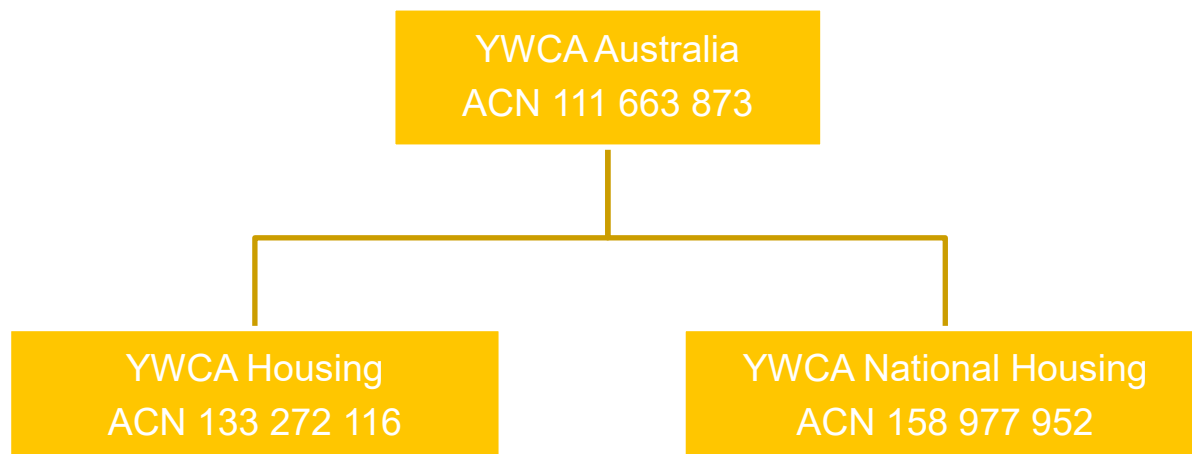 YWCA Australia
ACN 111 663 873
YWCA Housing
ACN 133 272 116
YWCA National Housing
ACN 158 977 952